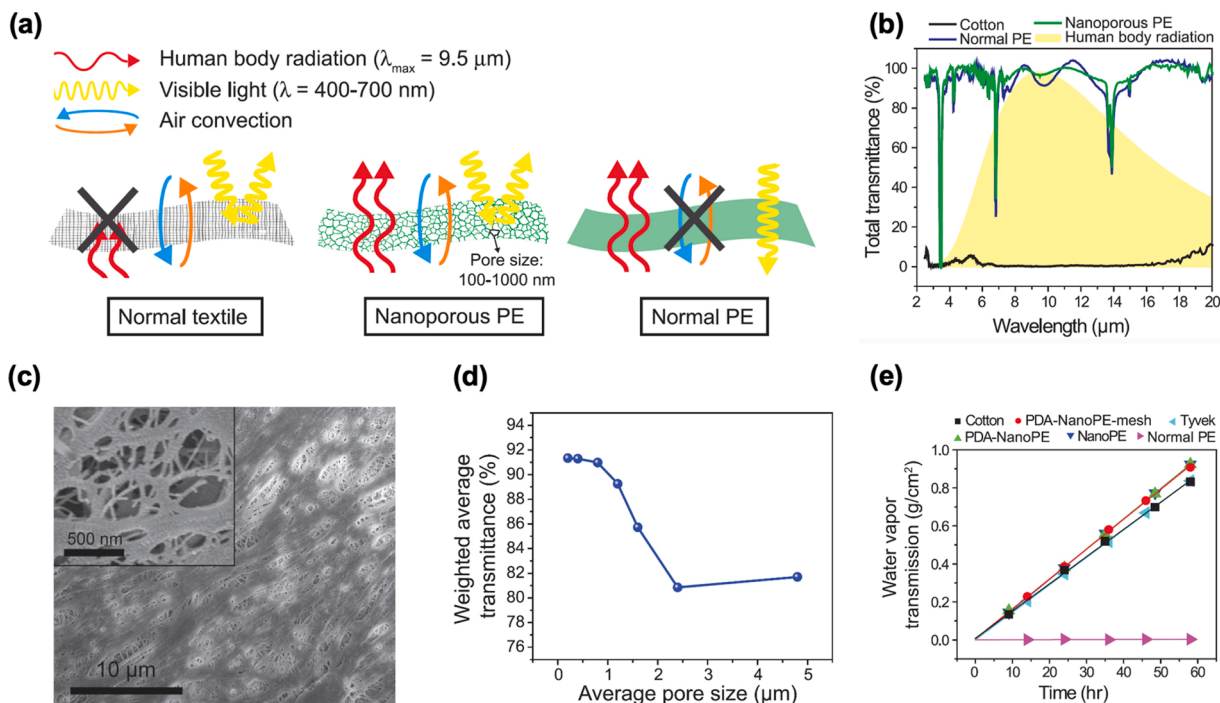 (a)
Human body radiation (λmax = 9.5 μm)
Visible light (λ = 400-700 nm)
Air convection
Pore size:
100-1000 nm
Normal textile
Nanoporous PE
Normal PE
(b)
Cotton
Nanoporous PE
Normal PE
Human body radiation
Total transmittance (%)
100
80
60
40
20
0
2 4 6 8 10 12 14 16 18 20
Wavelength (μm)
(c)
500 nm
10 μm
(d)
Weighted average
transmittance (%)
92
90
88
86
84
82
80
78
76
0 1 2 3 4 5
Average pore size (μm)
(e)
Cotton PDA-NanoPE-mesh Tyvek
PDA-NanoPE NanoPE Normal PE
Water vapor
transmission (g/cm²)
1.0
0.8
0.6
0.4
0.2
0.0
0 10 20 30 40 50 60
Time (hr)